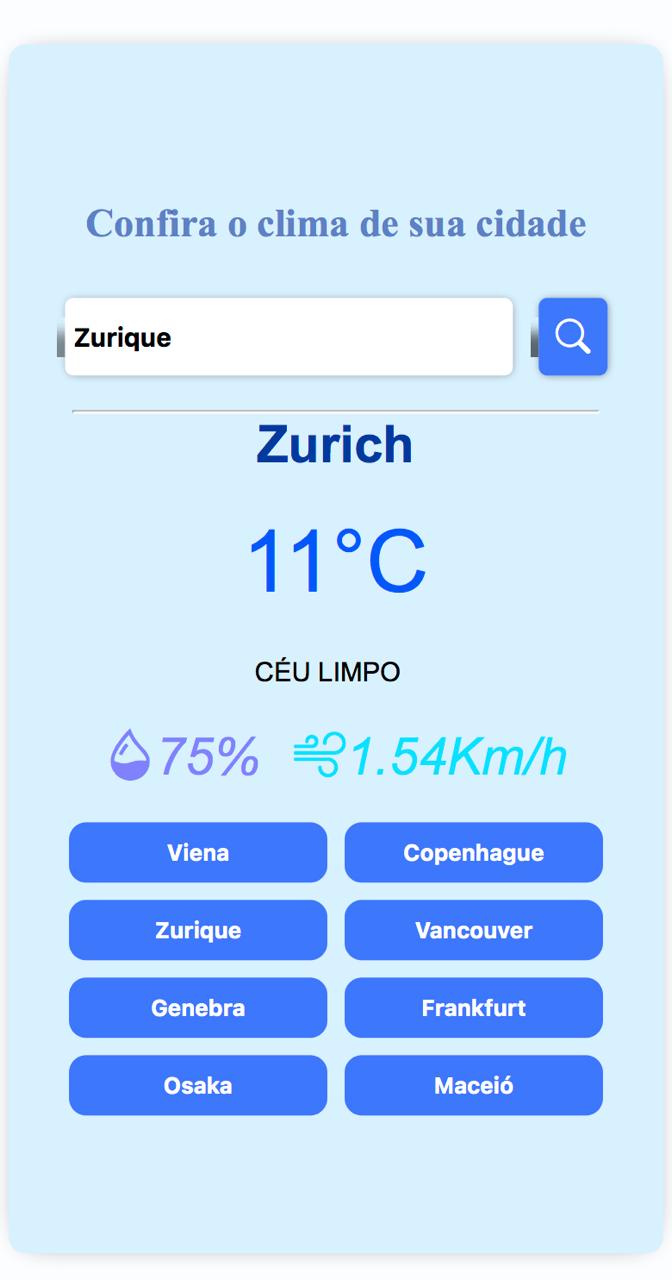 Confira o clima de sua cidade
Zurique
Zurich
11°C
CÉU LIMPO
75% 1.54Km/h
Viena Copenhague
Zurique Vancouver
Genebra Frankfurt
Osaka Maceió